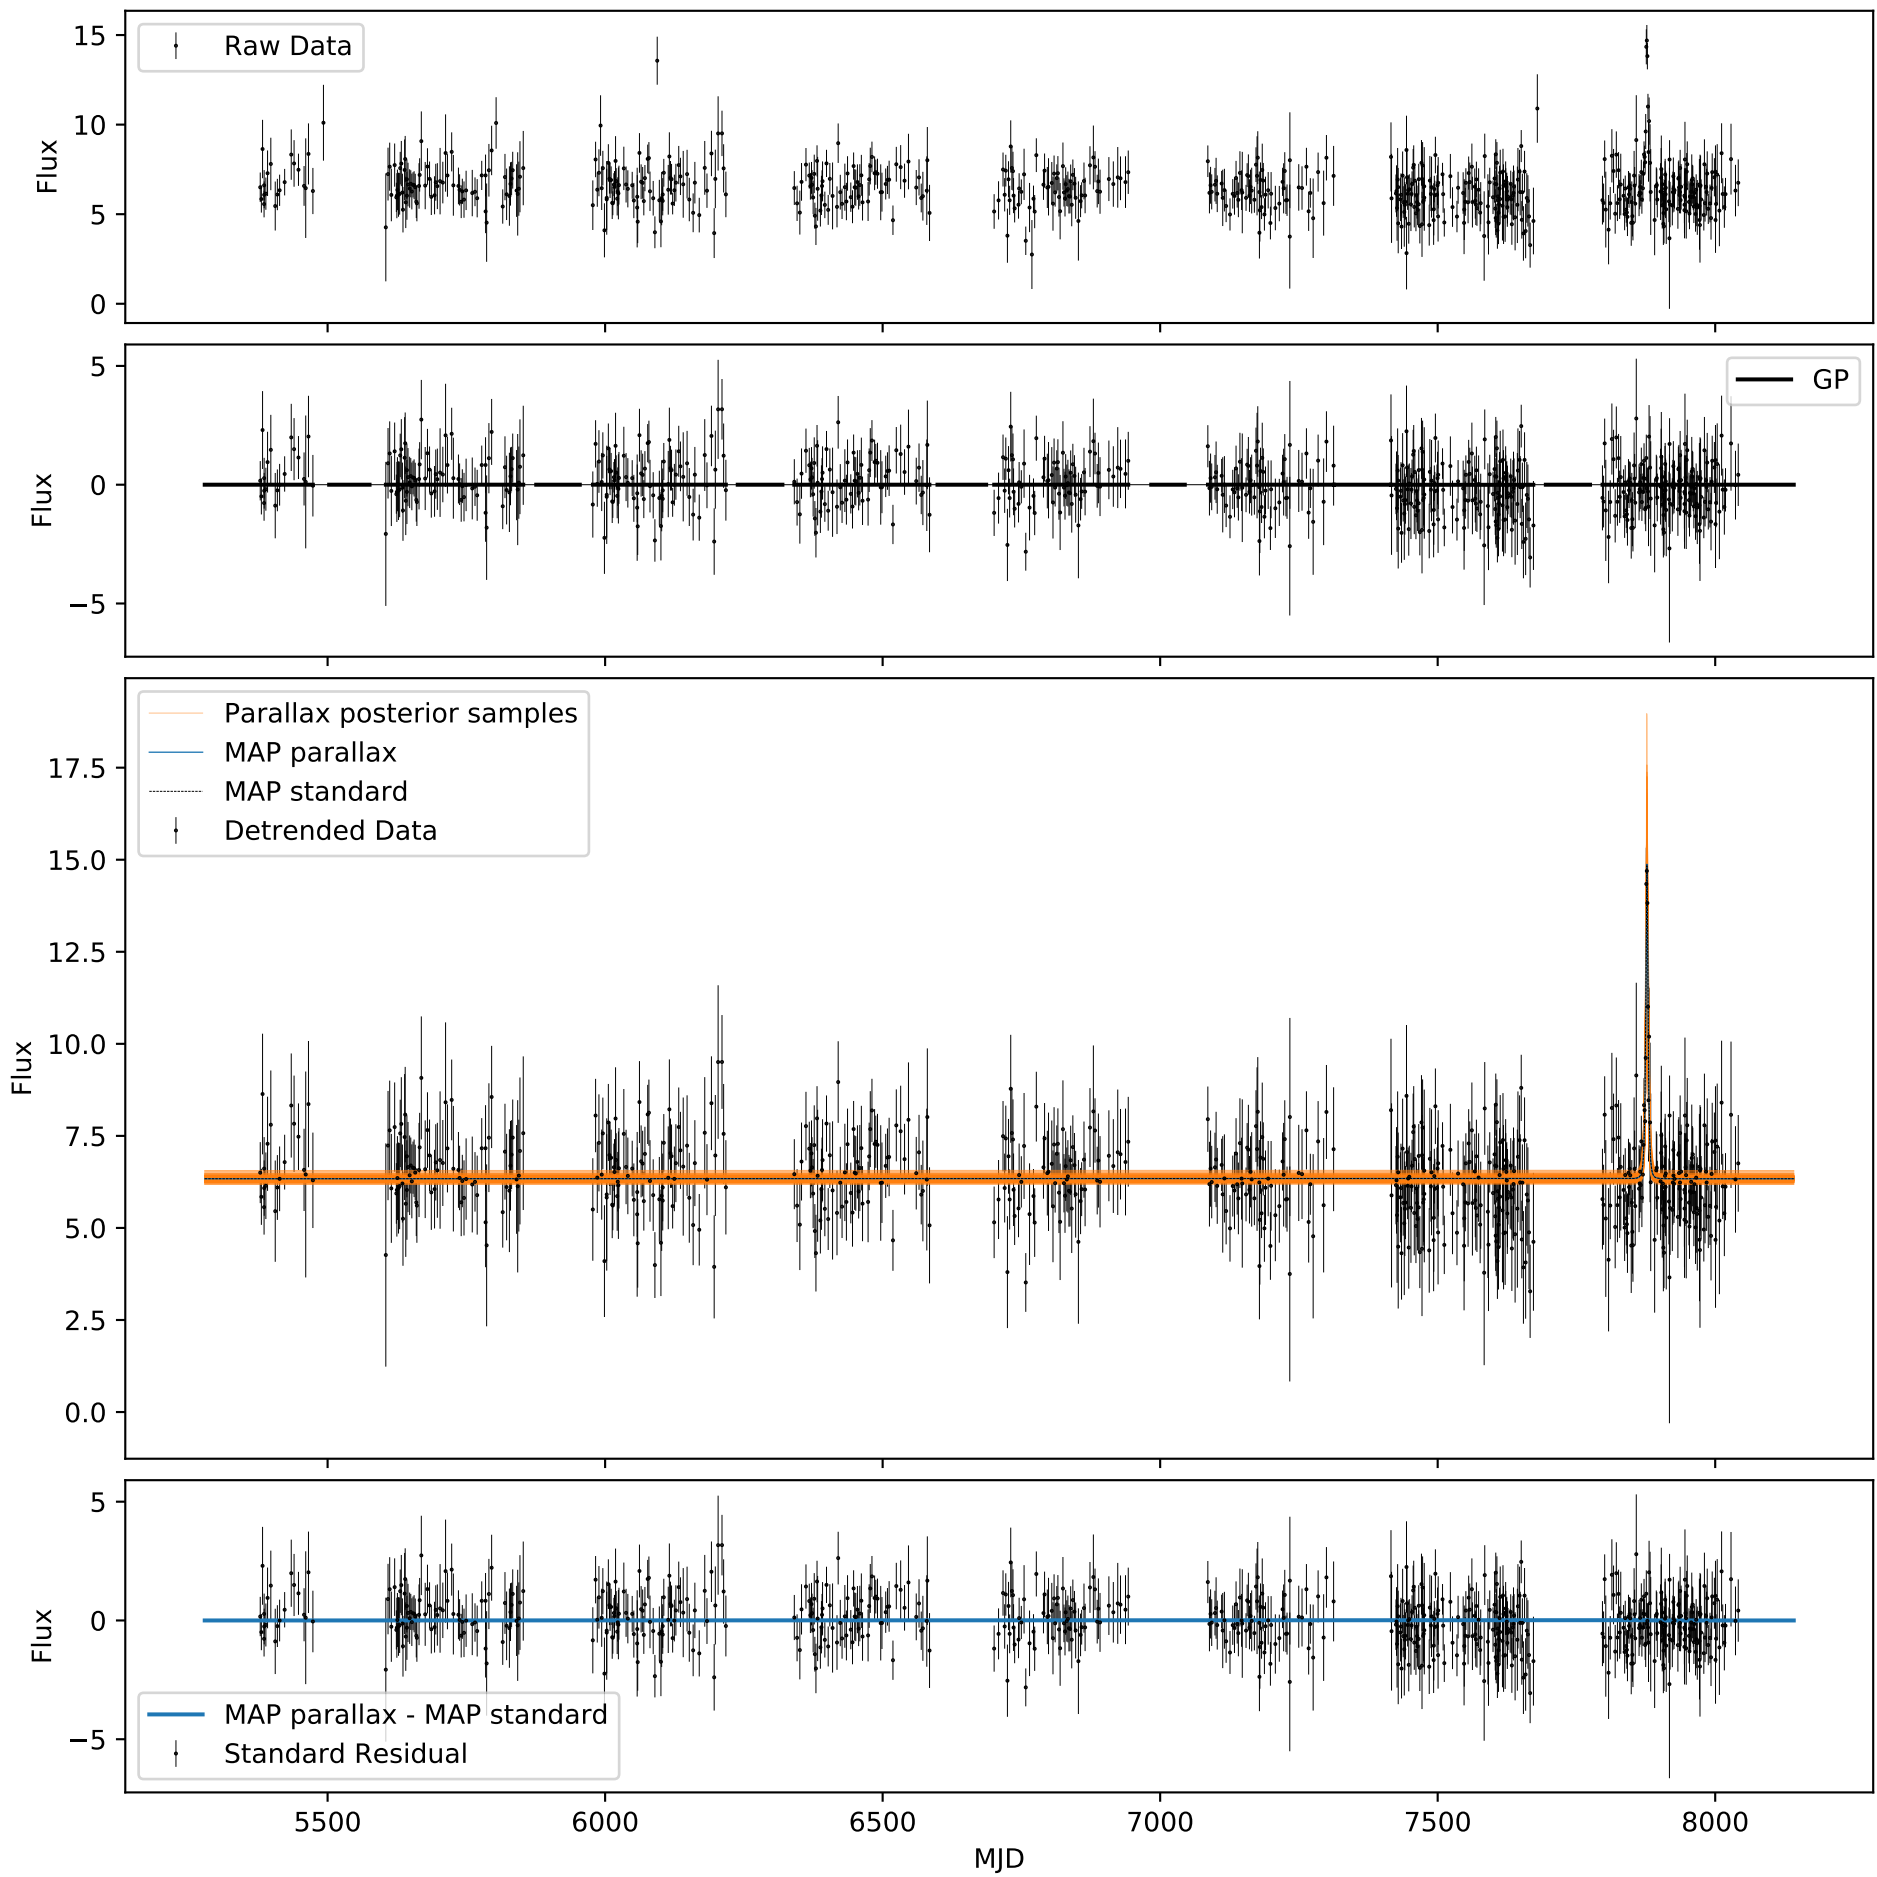 15
Raw Data
10
Flux
5
0
5
GP
0
Flux
−5
Parallax posterior samples
MAP parallax
MAP standard
Detrended Data
17.5
15.0
12.5
10.0
Flux
7.5
5.0
2.5
0.0
5
0
Flux
MAP parallax - MAP standard
−5
Standard Residual
5500 6000 6500 7000 7500 8000
MJD